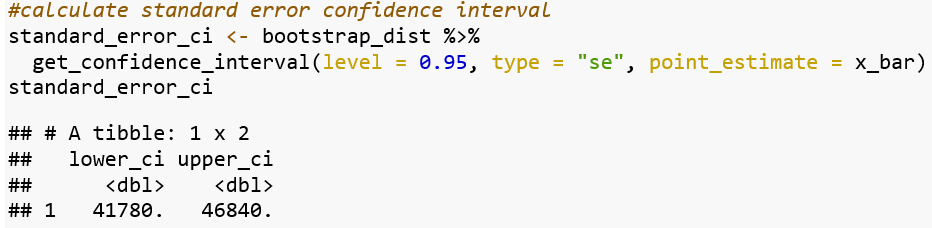 #calculate standard error confidence interval
standard_error_ci <- bootstrap_dist %>%
  get_confidence_interval(level = 0.95, type = "se", point_estimate = x_bar)
standard_error_ci
## # A tibble: 1 x 2
##   lower_ci upper_ci
##      <dbl>    <dbl>
## 1   41780.   46840.